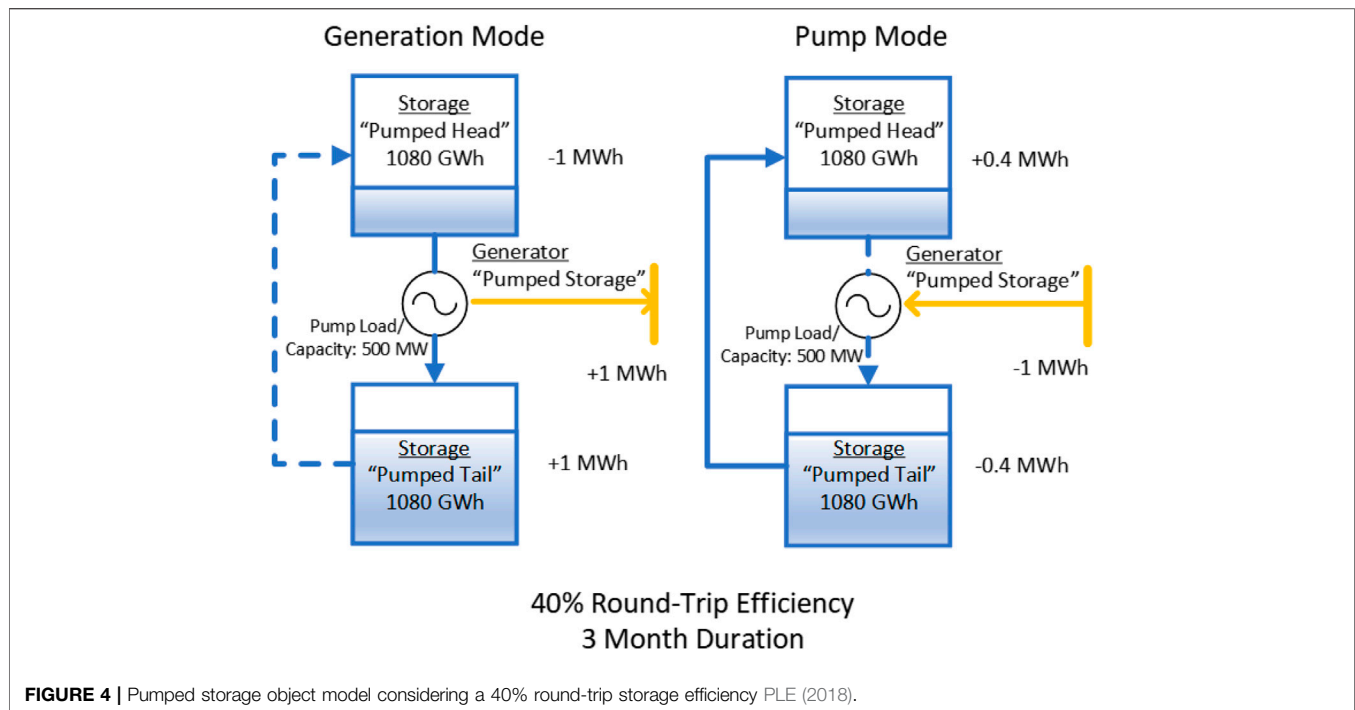 Generation Mode
Storage
“Pumped Head”
1080 GWh
-1 MWh
Generator
“Pumped Storage”
Pump Load/
Capacity: 500 MW
+1 MWh
Storage
“Pumped Tail”
1080 GWh
+1 MWh
Pump Mode
Storage
“Pumped Head”
1080 GWh
+0.4 MWh
Generator
“Pumped Storage”
Pump Load/
Capacity: 500 MW
-1 MWh
Storage
“Pumped Tail”
1080 GWh
-0.4 MWh
40% Round-Trip Efficiency
3 Month Duration
FIGURE 4 | Pumped storage object model considering a 40% round-trip storage efficiency PLE (2018).